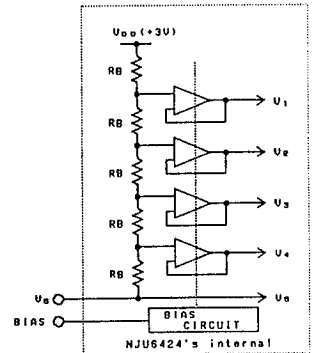 VDD(+3V)
RB
V1
RB
V2
RB
V3
RB
V4
RB
V5
V5
BIAS
BIAS
CIRCUIT
NJU6424's internal